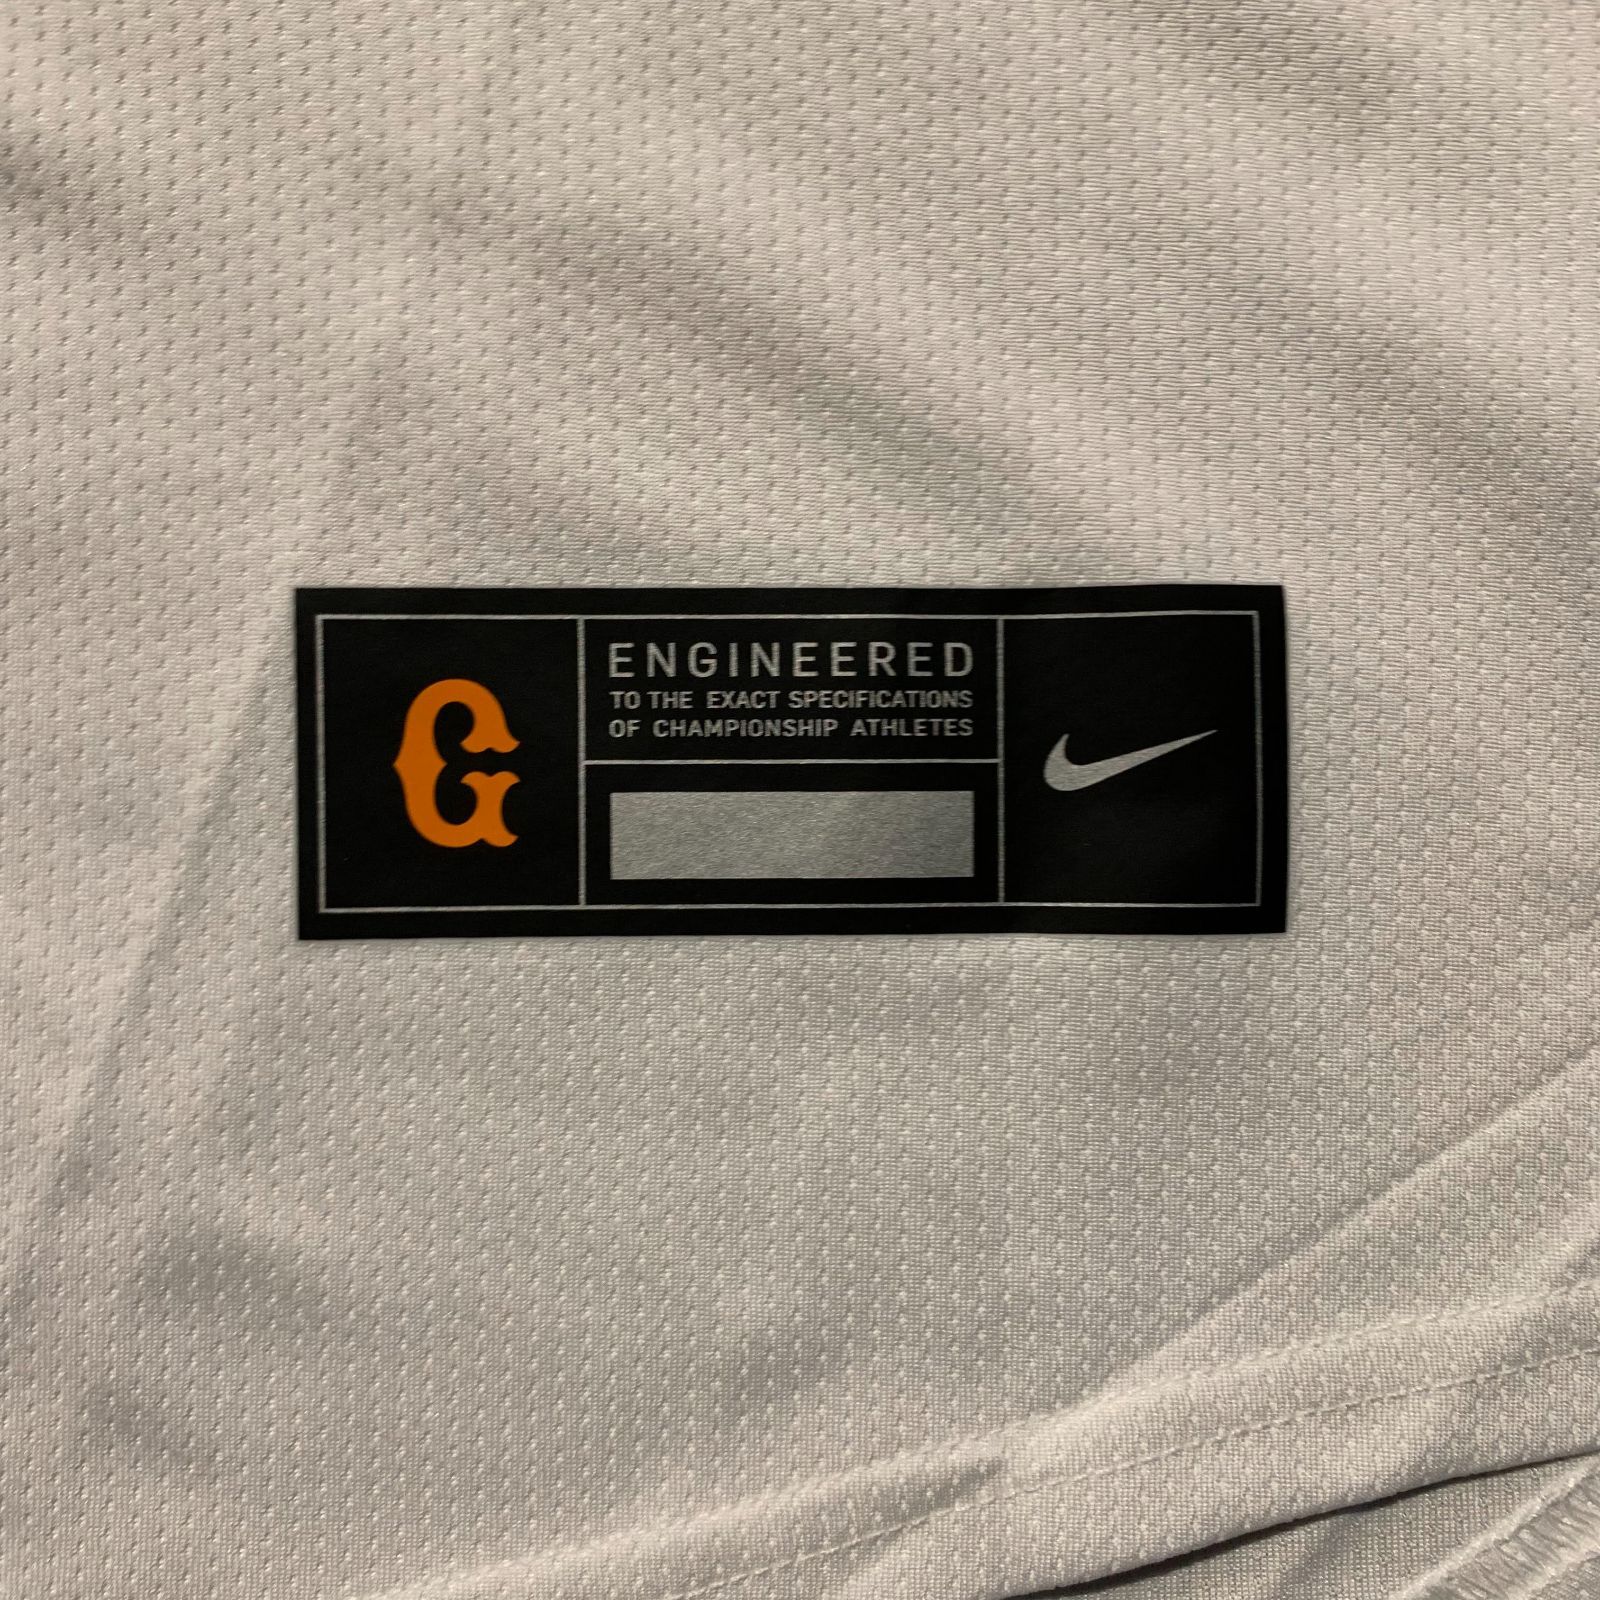 G
ENGINEERED
TO THE EXACT SPECIFICATIONS
OF CHAMPIONSHIP ATHLETES